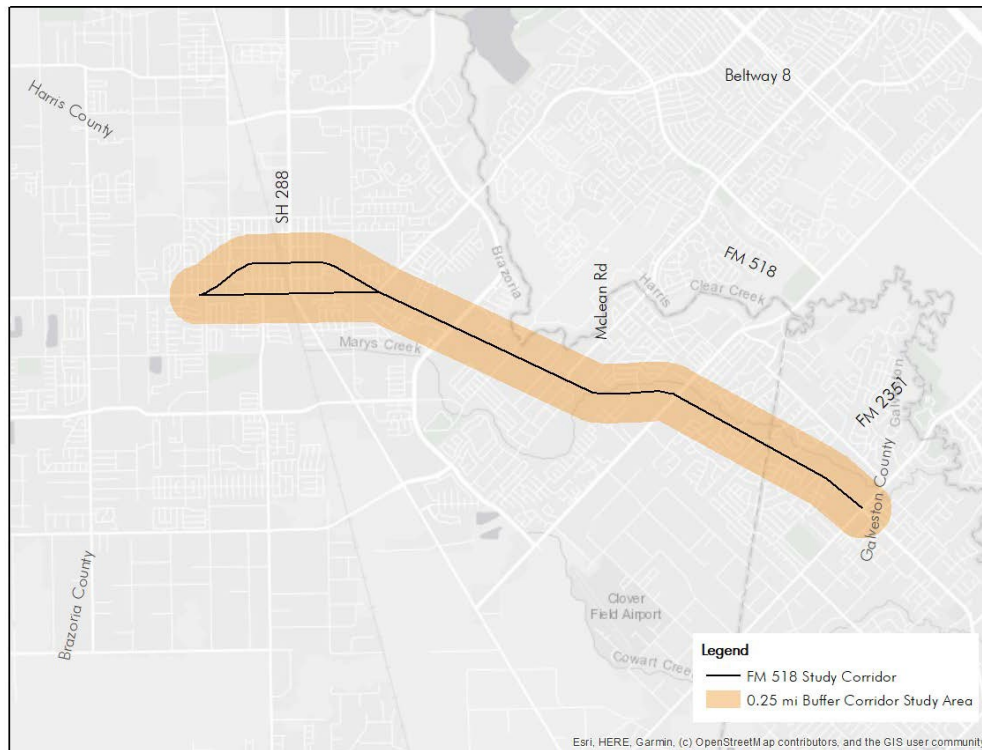 Beltway 8
Harris County
SH 288
Brazoria
McLean Rd
Harris
FM 518
Clear Creek
Marys Creek
FM 2351
Galveston
Galveston County
Brazoria County
Clover
Field Airport
Cowart Creek
Legend
FM 518 Study Corridor
0.25 mi Buffer Corridor Study Area
Esri, HERE, Garmin, (c) OpenStreetMap contributors, and the GIS user community